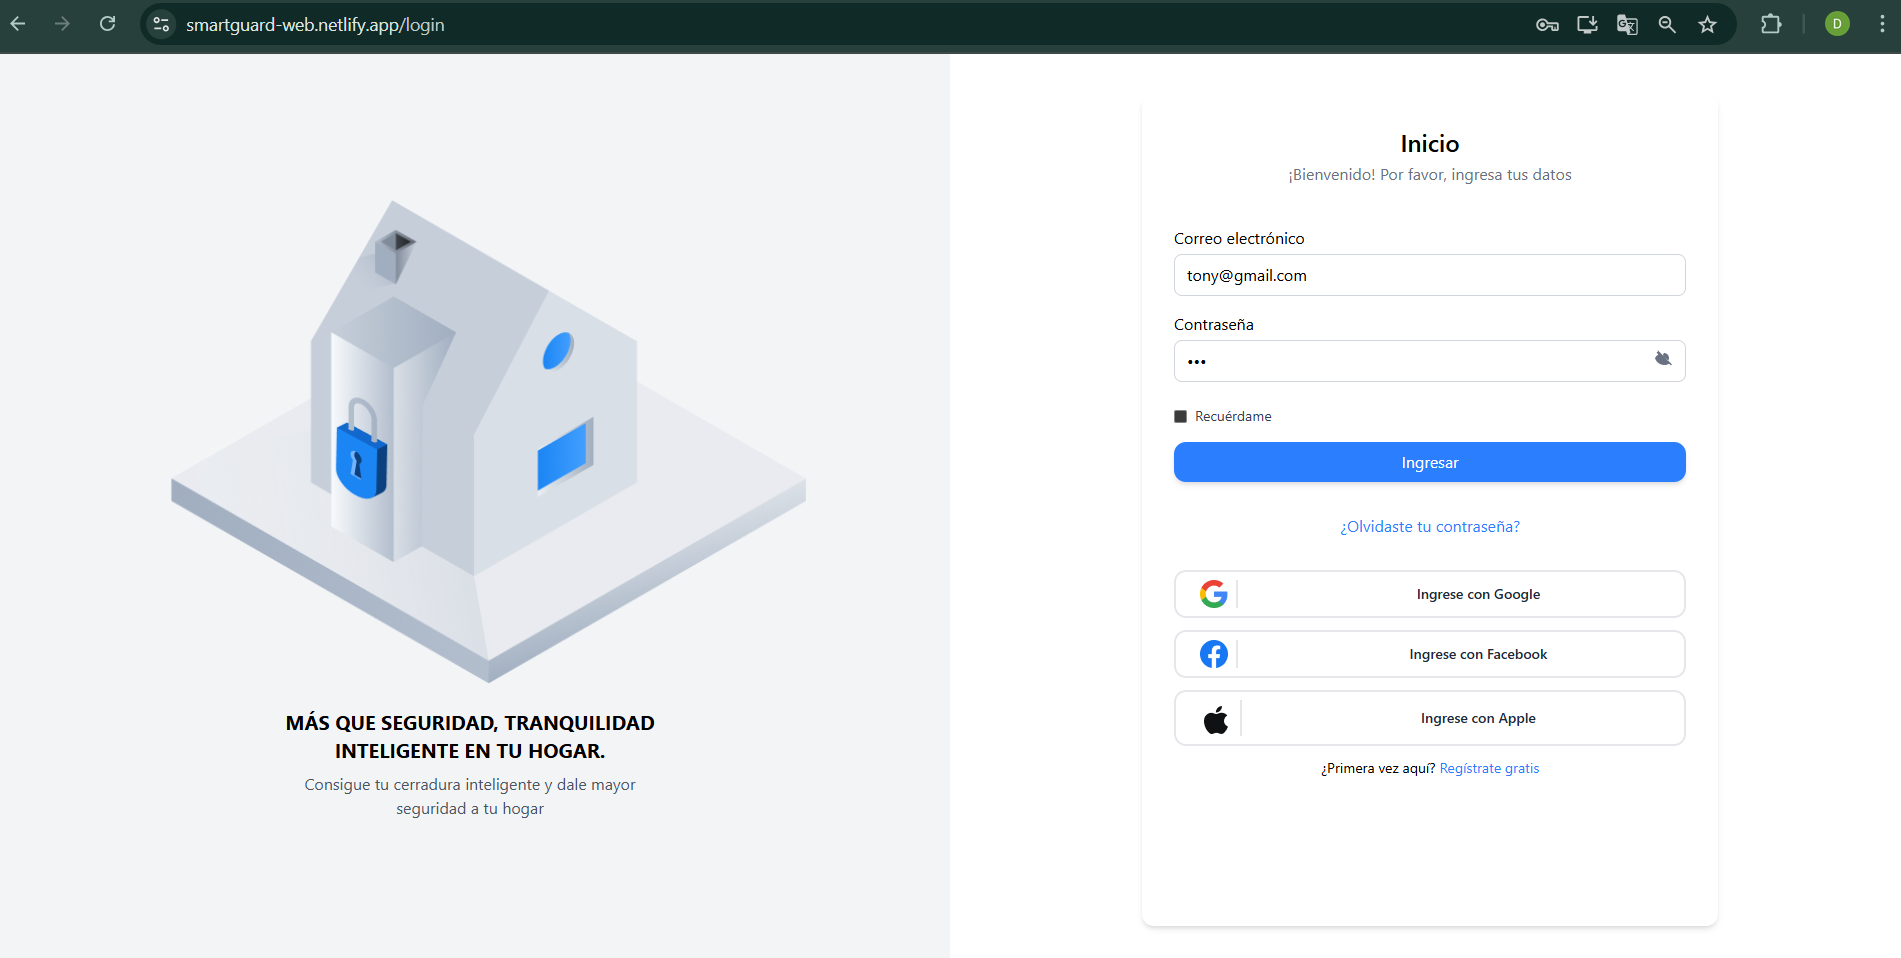 smartguard-web.netlify.app/login
D
MÁS QUE SEGURIDAD, TRANQUILIDAD
INTELIGENTE EN TU HOGAR.
Consigue tu cerradura inteligente y dale mayor
seguridad a tu hogar
Inicio
¡Bienvenido! Por favor, ingresa tus datos
Correo electrónico
tony@gmail.com
Contraseña
•••
Recuérdame
Ingresar
¿Olvidaste tu contraseña?
Ingrese con Google
Ingrese con Facebook
Ingrese con Apple
¿Primera vez aquí? Regístrate gratis